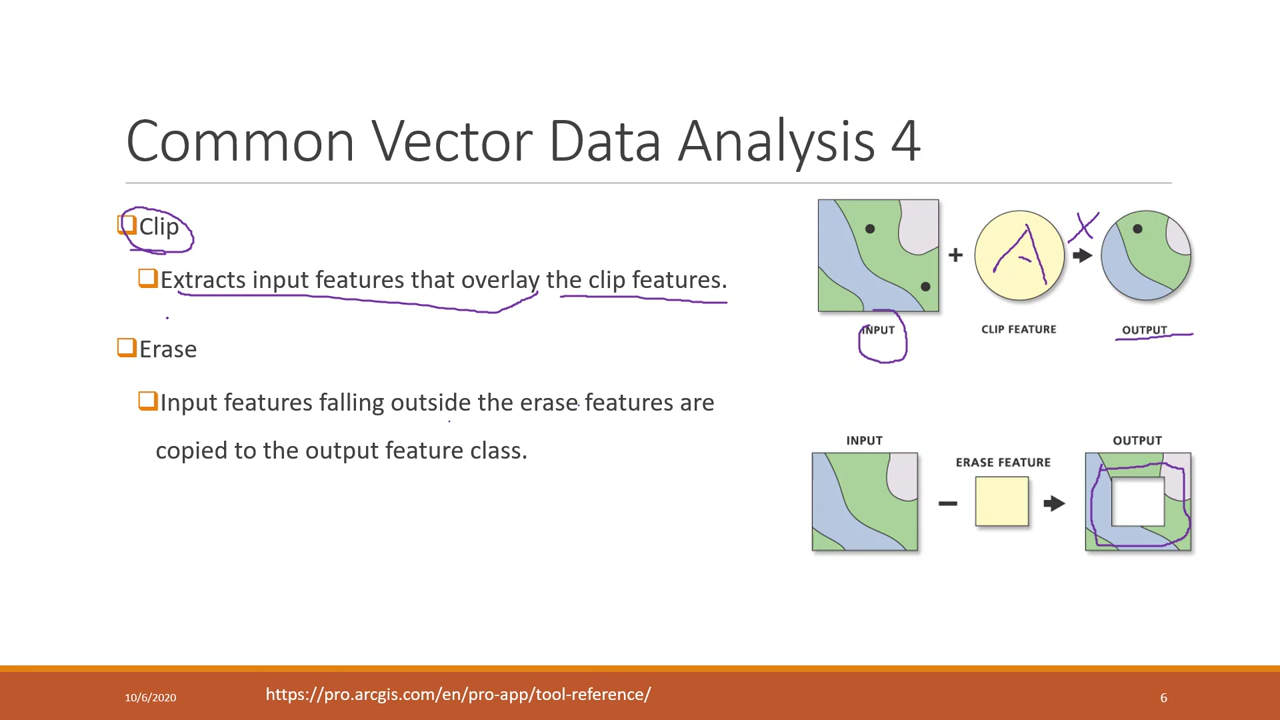 Common Vector Data Analysis 4
Clip
Extracts input features that overlay the clip features.
Erase
Input features falling outside the erase features are
copied to the output feature class.
A X
INPUT CLIP FEATURE OUTPUT
INPUT OUTPUT
ERASE FEATURE
10/6/2020 https://pro.arcgis.com/en/pro-app/tool-reference/ 6